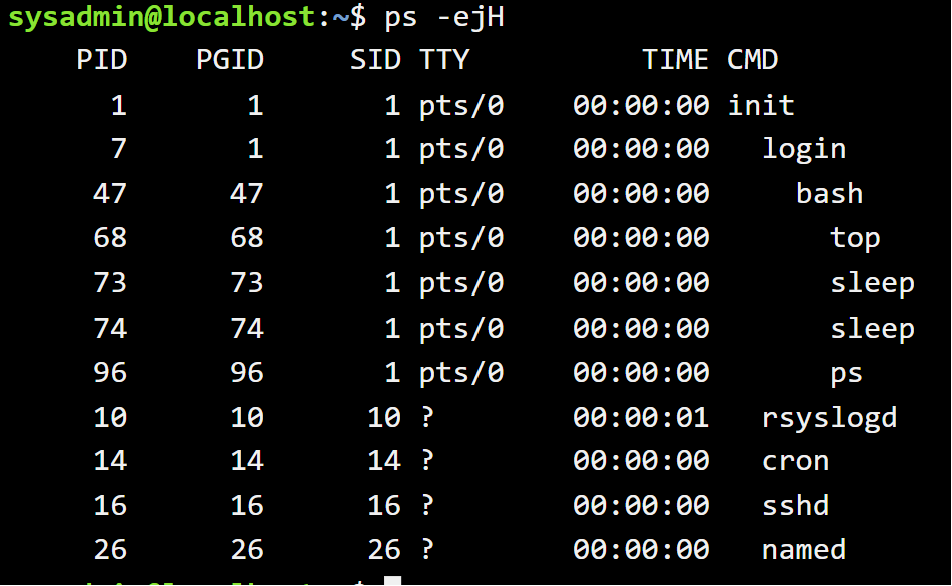 sysadmin@localhost:~$ ps -ejH
    PID    PGID     SID TTY          TIME CMD
      1       1       1 pts/0    00:00:00 init
      7       1       1 pts/0    00:00:00   login
     47      47       1 pts/0    00:00:00     bash
     68      68       1 pts/0    00:00:00       top
     73      73       1 pts/0    00:00:00       sleep
     74      74       1 pts/0    00:00:00       sleep
     96      96       1 pts/0    00:00:00       ps
     10      10      10 ?        00:00:01   rsyslogd
     14      14      14 ?        00:00:00   cron
     16      16      16 ?        00:00:00   sshd
     26      26      26 ?        00:00:00   named